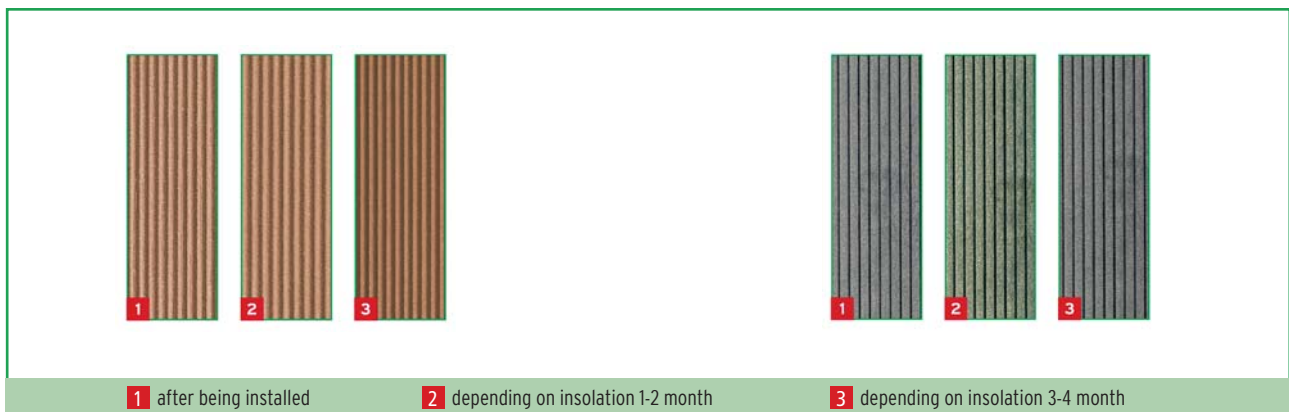 1 2 3 1 2 3
1 after being installed 2 depending on insolation 1-2 month 3 depending on insolation 3-4 month